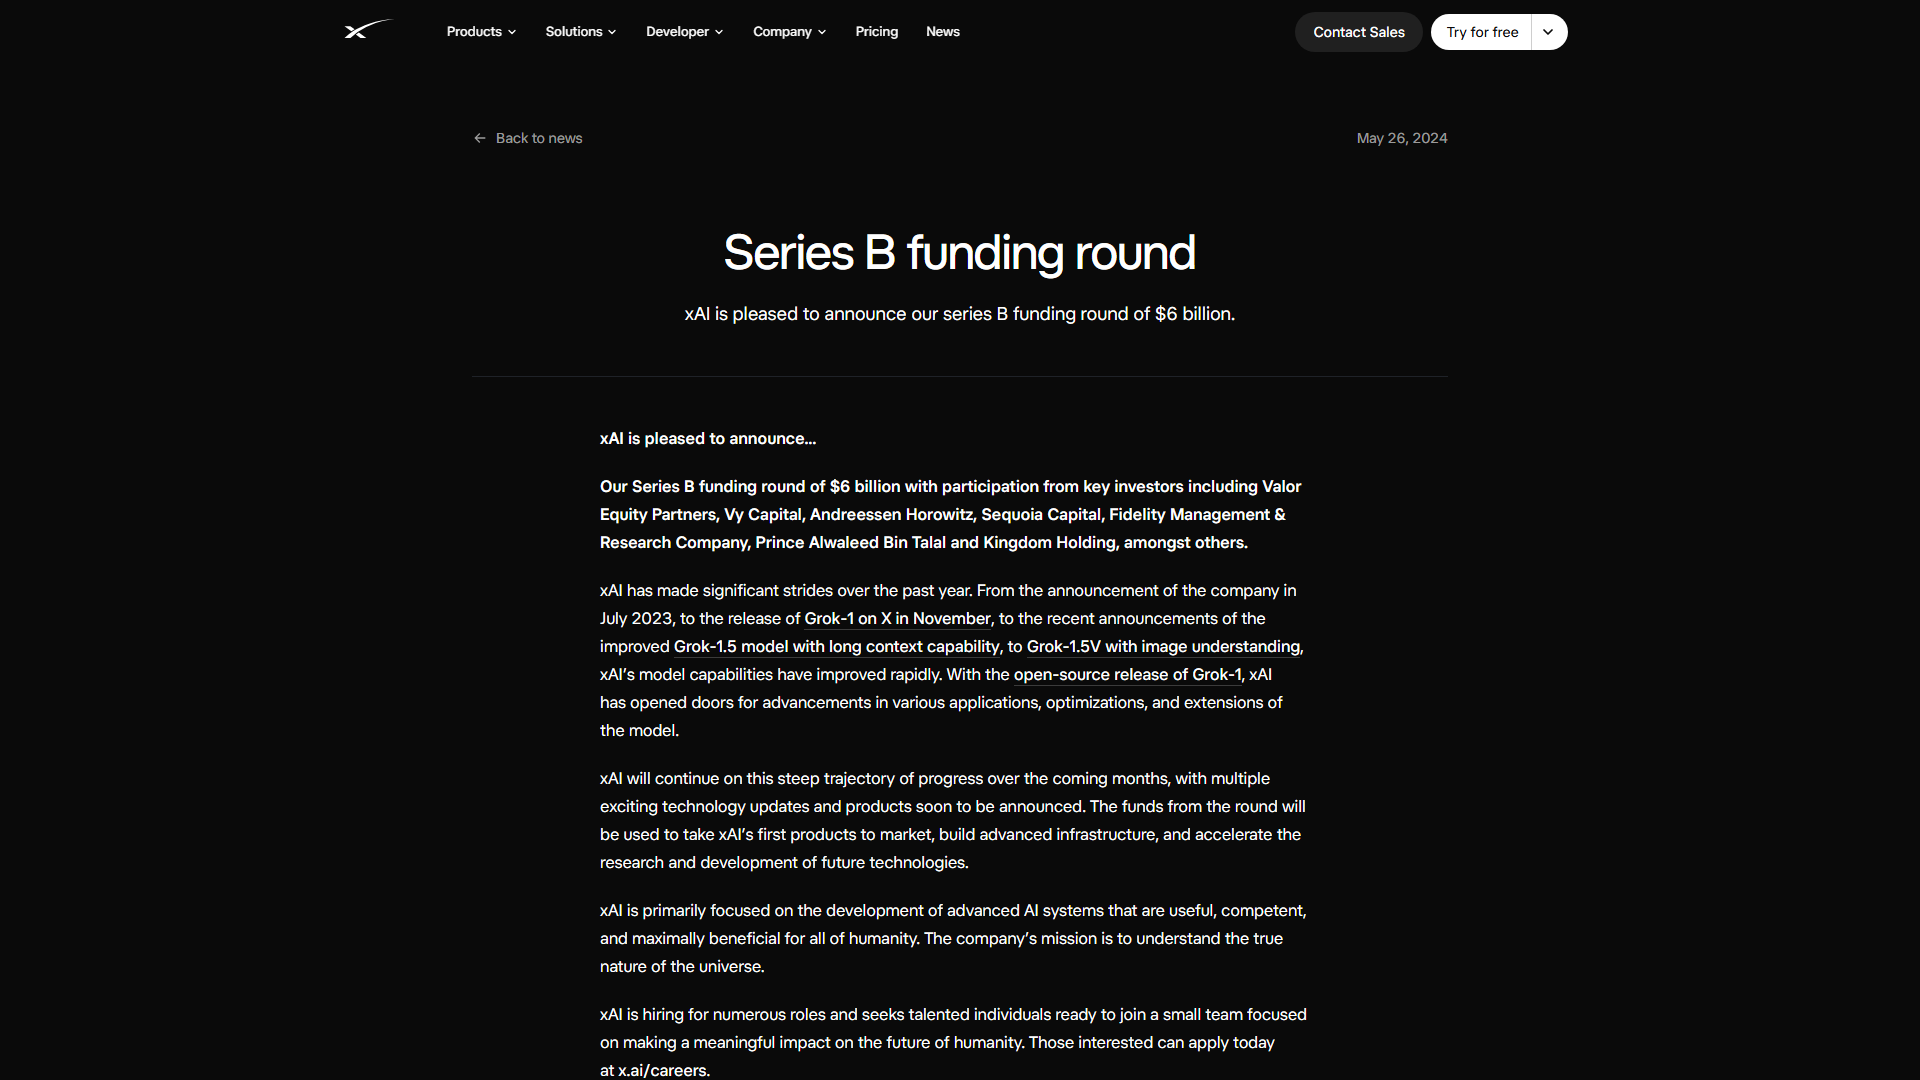 Products
Solutions
Developer
Company
Pricing
News
Contact Sales
Try for free
Back to news
May 26, 2024
Series B funding round
xAI is pleased to announce our series B funding round of $6 billion.
xAI is pleased to announce...
Our Series B funding round of $6 billion with participation from key investors including Valor
Equity Partners, Vy Capital, Andreessen Horowitz, Sequoia Capital, Fidelity Management &
Research Company, Prince Alwaleed Bin Talal and Kingdom Holding, amongst others.
xAI has made significant strides over the past year. From the announcement of the company in
July 2023, to the release of Grok-1 on X in November, to the recent announcements of the
improved Grok-1.5 model with long context capability, to Grok-1.5V with image understanding,
xAI’s model capabilities have improved rapidly. With the open-source release of Grok-1, xAI
has opened doors for advancements in various applications, optimizations, and extensions of
the model.
xAI will continue on this steep trajectory of progress over the coming months, with multiple
exciting technology updates and products soon to be announced. The funds from the round will
be used to take xAI’s first products to market, build advanced infrastructure, and accelerate the
research and development of future technologies.
xAI is primarily focused on the development of advanced AI systems that are useful, competent,
and maximally beneficial for all of humanity. The company’s mission is to understand the true
nature of the universe.
xAI is hiring for numerous roles and seeks talented individuals ready to join a small team focused
on making a meaningful impact on the future of humanity. Those interested can apply today
at x.ai/careers.